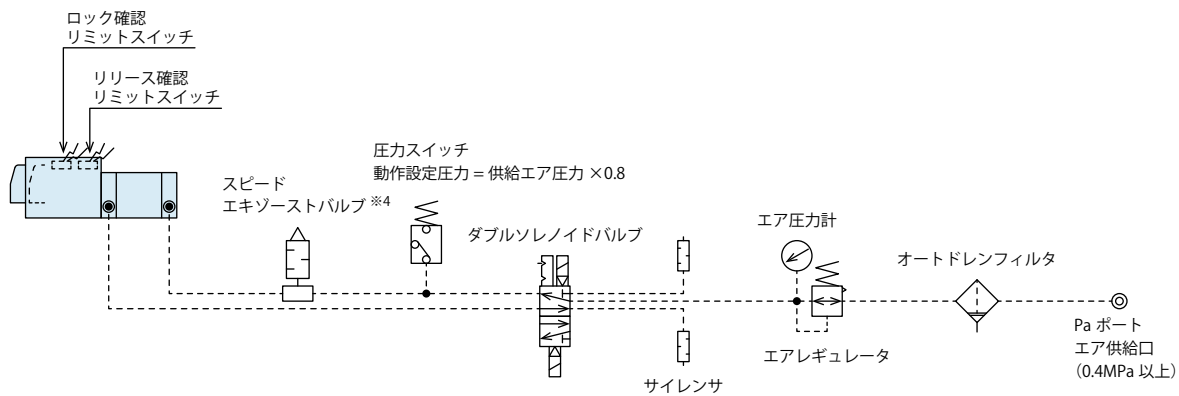 ロック確認
リミットスイッチ
リリース確認
リミットスイッチ
圧力スイッチ
動作設定圧力 = 供給エア圧力 ×0.8
スピード
エキゾーストバルブ ※4
ダブルソレノイドバルブ
エア圧力計
オートドレンフィルタ
Pa ポート
エア供給口
（0.4MPa 以上）
エアレギュレータ
サイレンサ